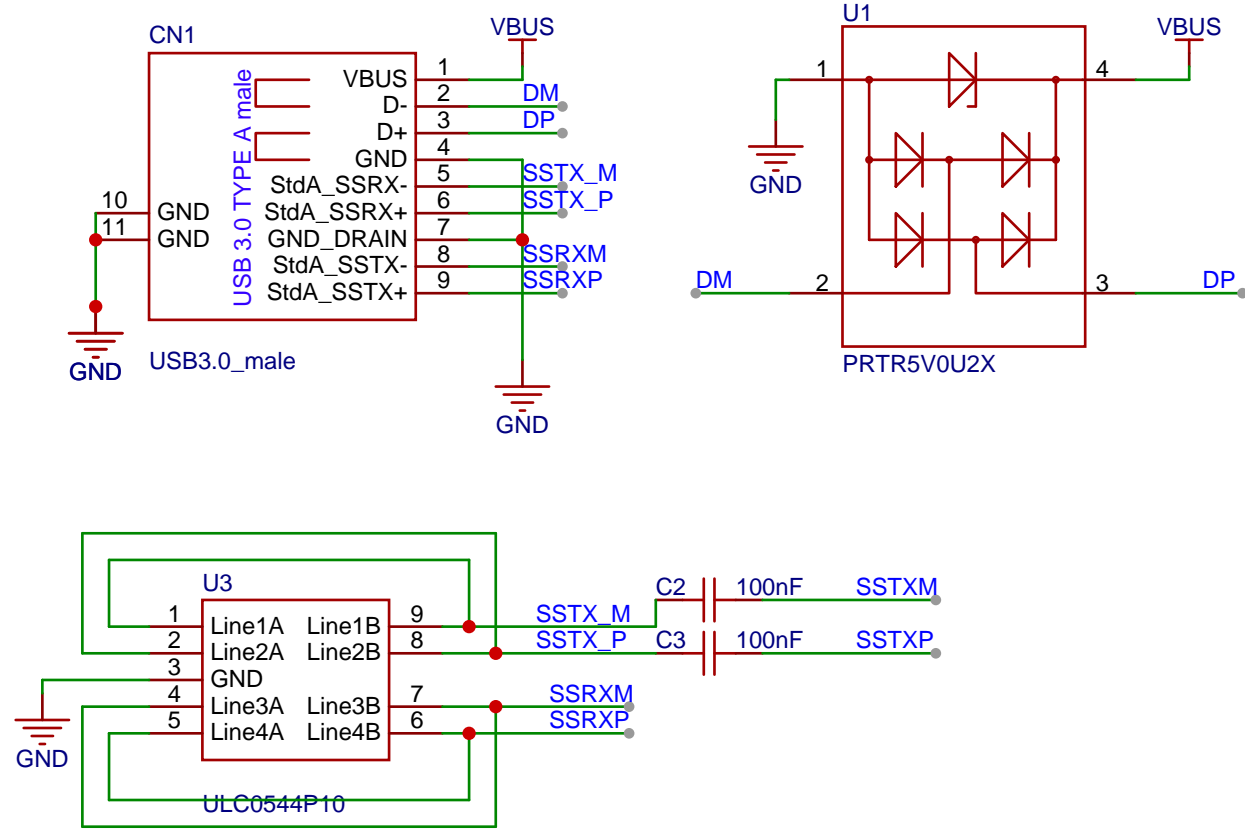 CN1
VBUS
USB 3.0 TYPE A male
VBUS 1
D- 2 DM
D+ 3 DP
GND 4
StdA_SSRX- 5 SSTX_M
StdA_SSRX+ 6 SSTX_P
10 GND
11 GND
GND_DRAIN 7
StdA_SSTX- 8 SSRXM
StdA_SSTX+ 9 SSRXP
GND
USB3.0_male
GND
U1
VBUS
1
4
GND
DM 2
3 DP
PRTR5V0U2X
U3
C2 100nF SSTXM
1 Line1A Line1B 9 SSTX_M
2 Line2A Line2B 8 SSTX_P C3 100nF SSTXP
3 GND
4 Line3A Line3B 7 SSRXM
5 Line4A Line4B 6 SSRXP
GND
ULC0544P10